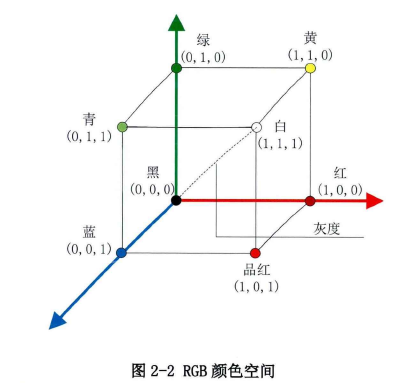 绿
(0,1,0)
黄
(1,1,0)
青
(0,1,1)
白
(1,1,1)
黑
(0,0,0)
红
(1,0,0)
蓝
(0,0,1)
灰度
品红
(1,0,1)
图 2-2 RGB 颜色空间